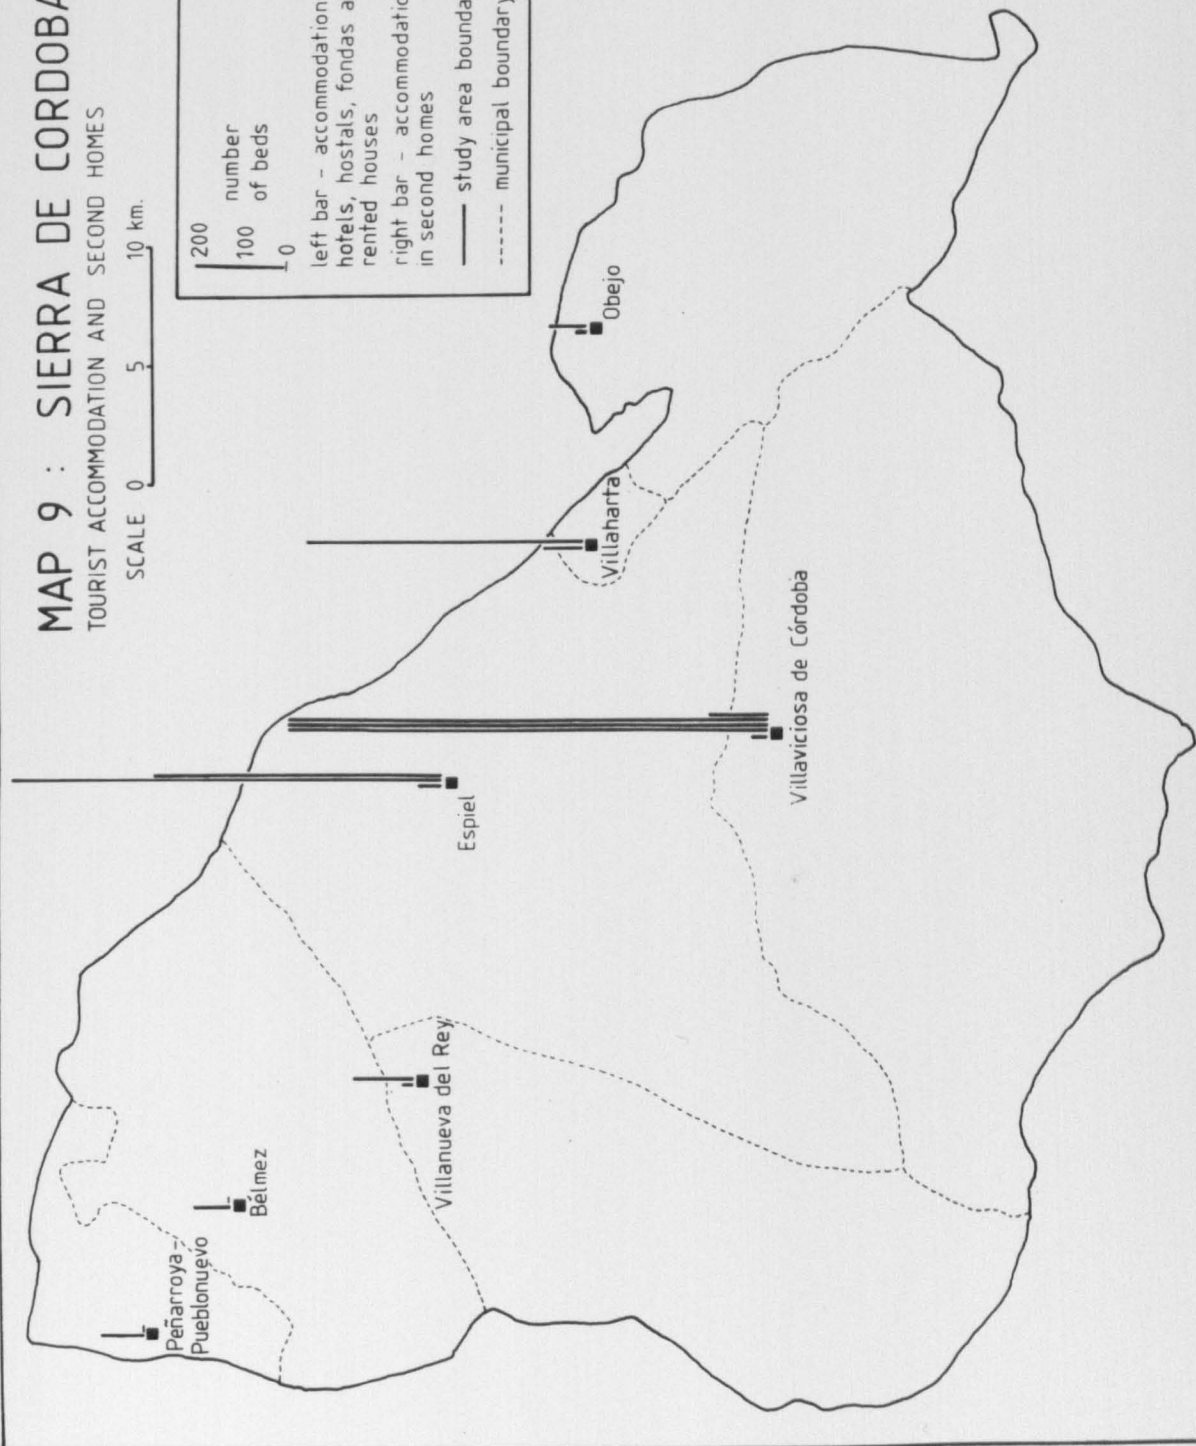 MAP 9 : SIERRA DE CORDOBA
TOURIST ACCOMMODATION AND SECOND HOMES
SCALE 0 5 10 km.
200
100
0
number
of beds
left bar - accommodation
hotels, hostals, fondas a
rented houses
right bar - accommodatio
in second homes
study area bounda
municipal boundary
Peñarroya-
Pueblonuevo
Bélmez
Villanueva del Rey
Espiel
Villaviciosa de Córdoba
Villaharta
Obejo